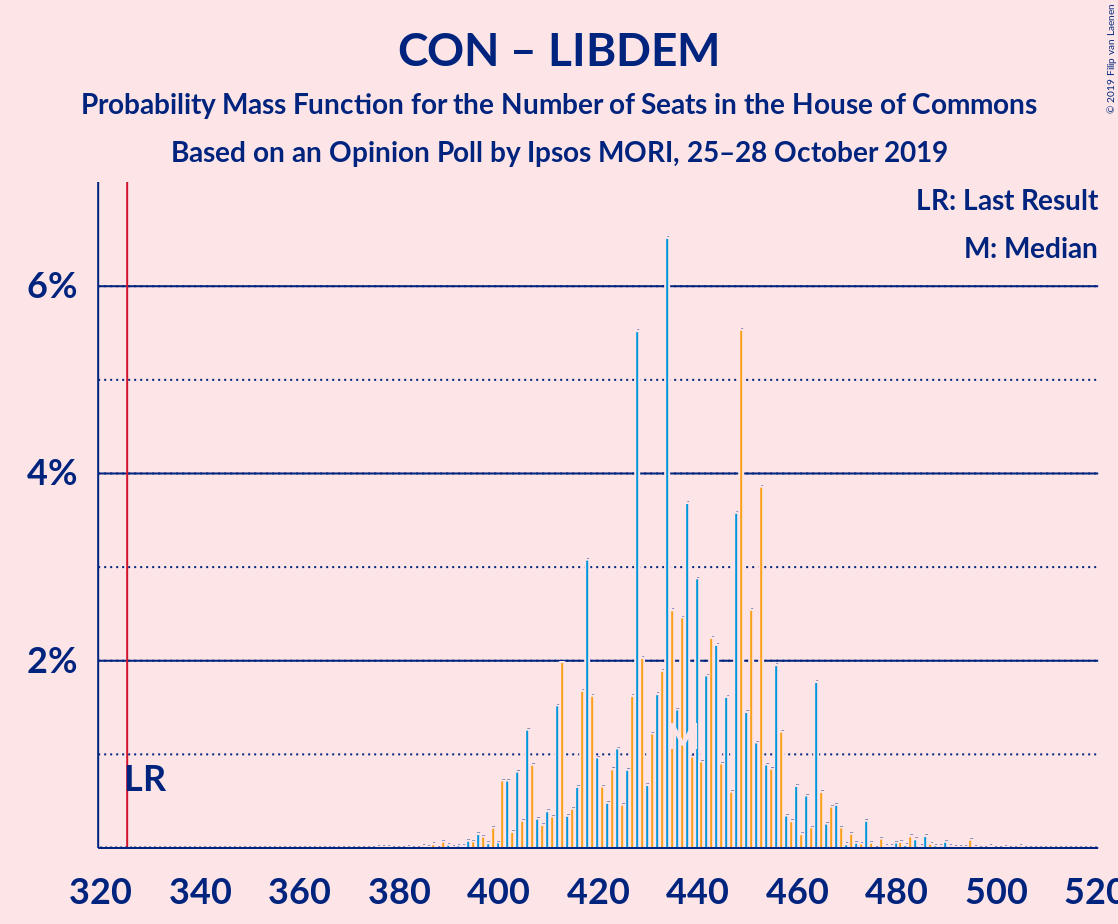 CON – LIBDEM
Probability Mass Function for the Number of Seats in the House of Commons
Based on an Opinion Poll by Ipsos MORI, 25–28 October 2019
© 2019 Filip van Laenen
LR: Last Result
M: Median
6%
4%
2%
LR
M
320 340 360 380 400 420 440 460 480 500 520